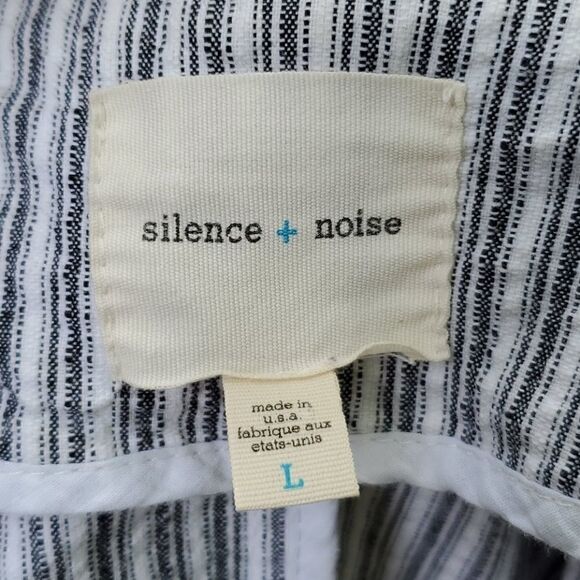 silence + noise
made in
u.s.a.
fabrique aux
etats-unis
L